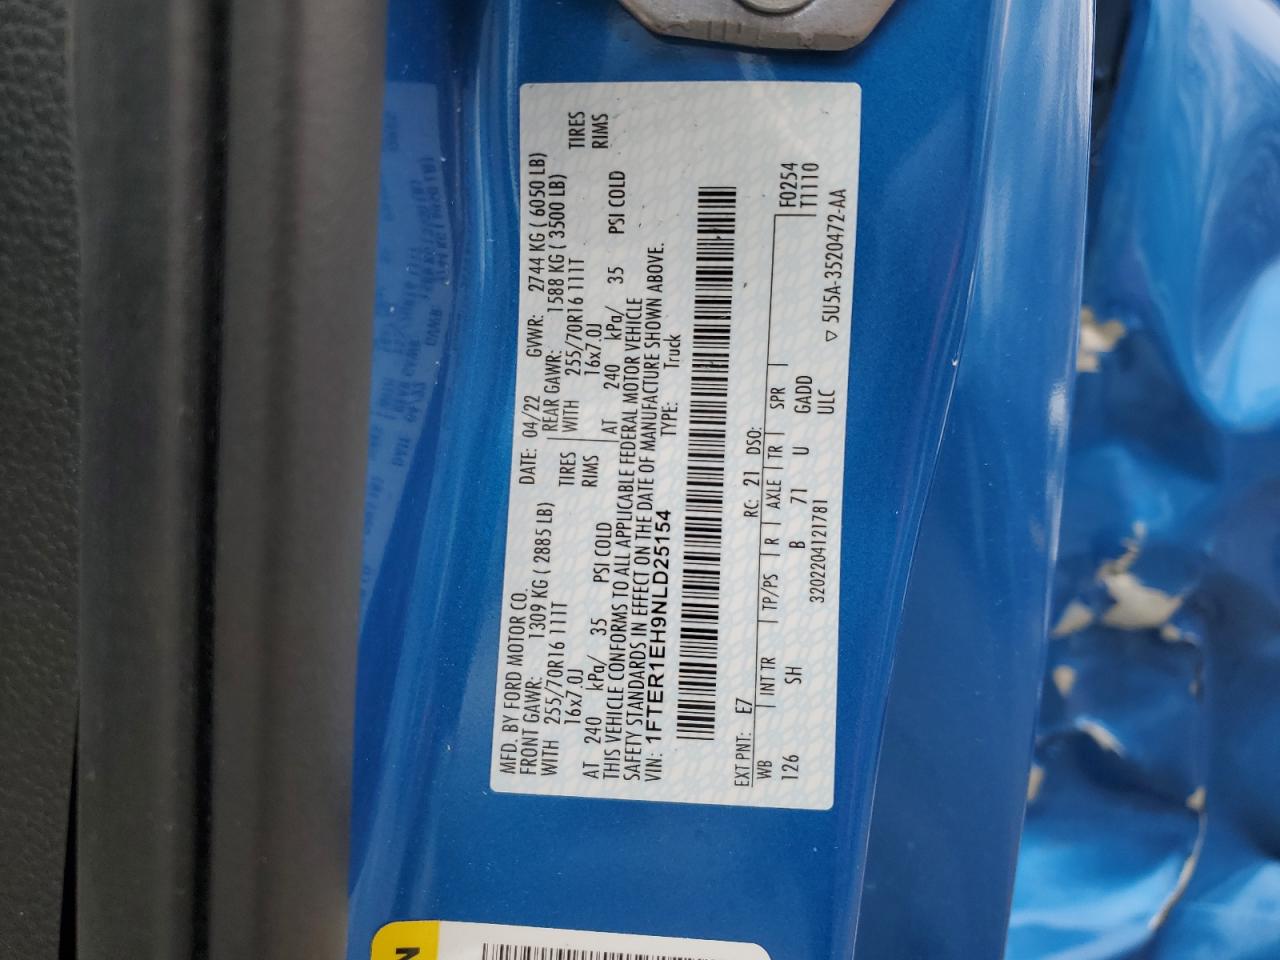 MFD. BY FORD MOTOR CO. DATE: 04/22 GVWR: 2744 KG ( 6050 LB)
FRONT GAWR: 1309 KG ( 2885 LB) REAR GAWR: 1588 KG ( 3500 LB)
WITH 255/70R16 111T TIRES WITH 255/70R16 111T TIRES
16x7.0J RIMS 16x7.0J RIMS
AT 240 kPa/ 35 PSI COLD AT 240 kPa/ 35 PSI COLD
THIS VEHICLE CONFORMS TO ALL APPLICABLE FEDERAL MOTOR VEHICLE
SAFETY STANDARDS IN EFFECT ON THE DATE OF MANUFACTURE SHOWN ABOVE.
VIN: 1FTER1EH9NLD25154 TYPE: Truck
EXT PNT: E7 RC: 21 DSO:
WB INT TR TP/PS R AXLE TR SPR F0254
126 SH B 71 U GADD T1110
3202204121781 ULC
▽ 5U5A-3520472-AA
N